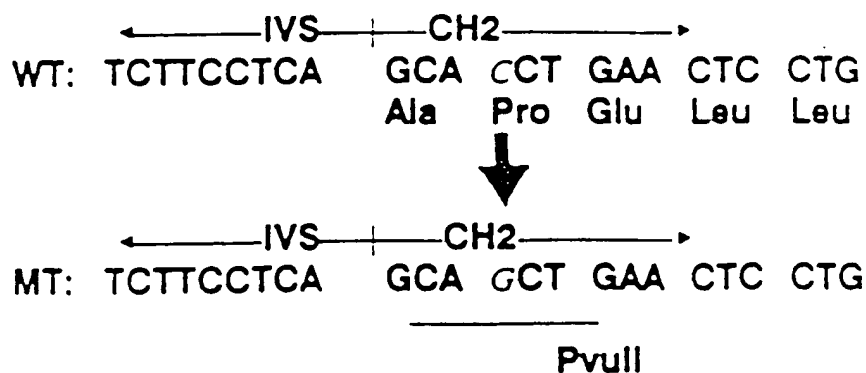 IVS CH2
WT: TCTTCCTCA GCA CCT GAA CTC CTG
Ala Pro Glu Leu Leu
IVS CH2
MT: TCTTCCTCA GCA GCT GAA CTC CTG
PvuII